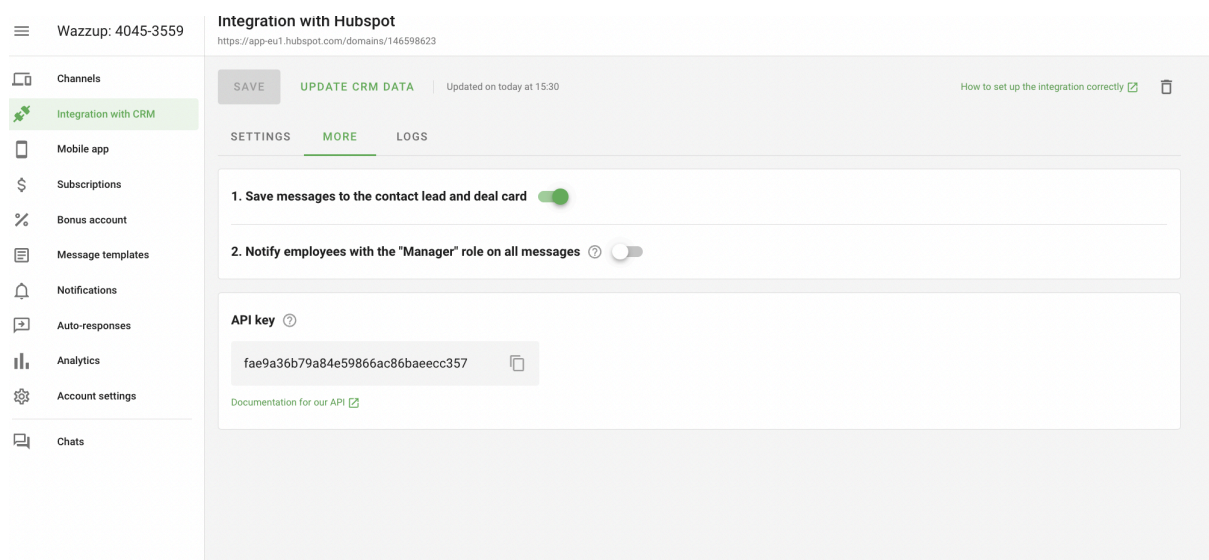 Wazzup: 4045-3559
Channels
Integration with CRM
Mobile app
Subscriptions
Bonus account
Message templates
Notifications
Auto-responses
Analytics
Account settings
Chats
Integration with Hubspot
https://app-eu1.hubspot.com/domains/146598623
SAVE
UPDATE CRM DATA
Updated on today at 15:30
How to set up the integration correctly
SETTINGS
MORE
LOGS
1. Save messages to the contact lead and deal card
2. Notify employees with the "Manager" role on all messages
API key
fae9a36b79a84e59866ac86baeecc357
Documentation for our API